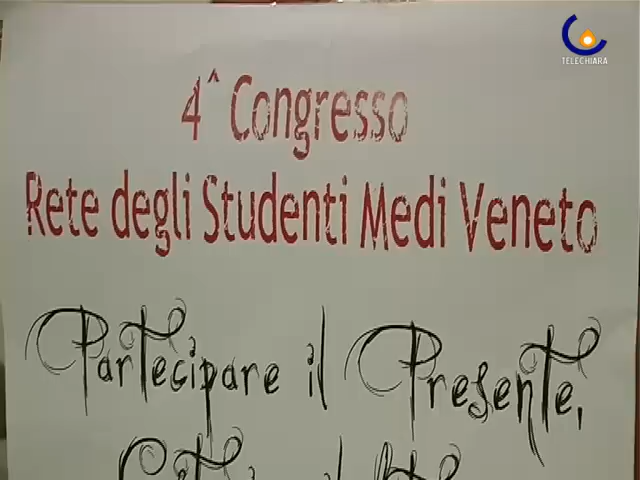 TELECHIARA
4^ Congresso
Rete degli Studenti Medi Veneto
Partecipare il Presente,